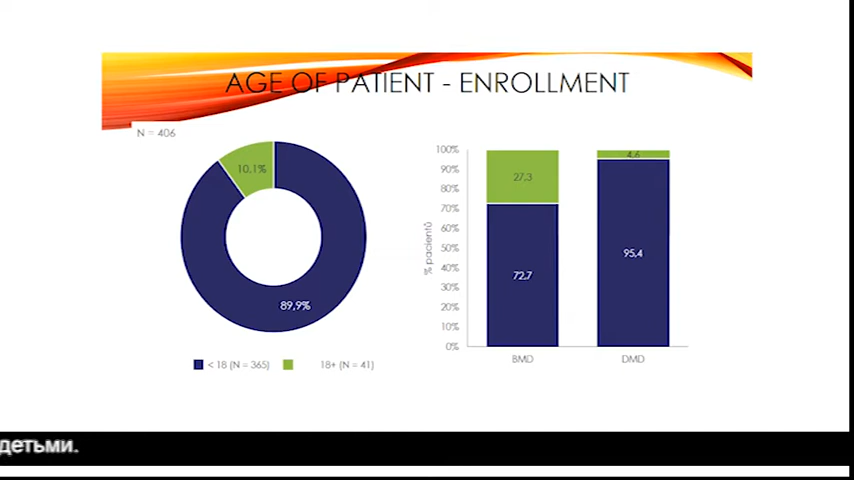 AGE OF PATIENT - ENROLLMENT
N = 406
10,1%
89,9%
< 18 (N = 365)
18+ (N = 41)
% pacientů
100%
90%
80%
70%
60%
50%
40%
30%
20%
10%
0%
27,3
72,7
4,6
95,4
BMD
DMD
детьми.